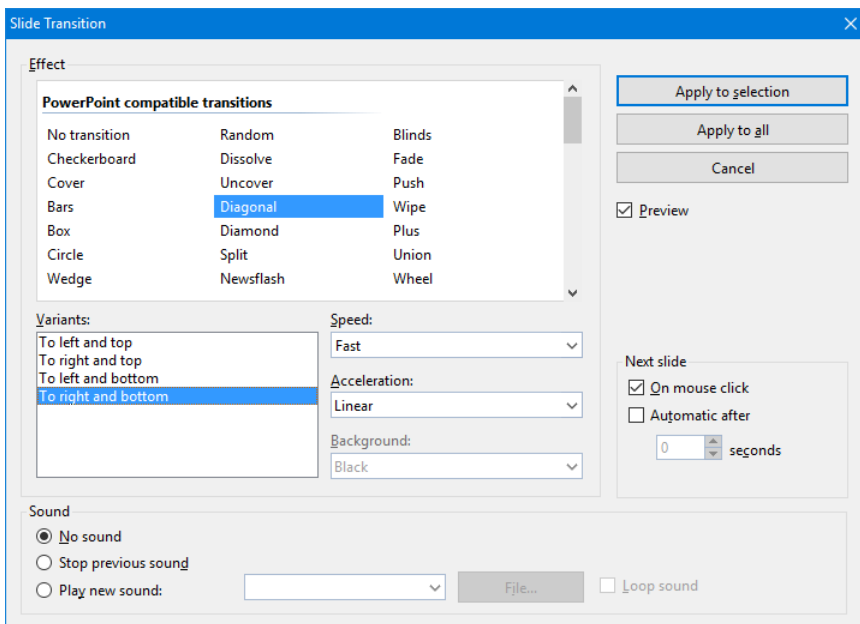 Slide Transition
Effect
PowerPoint compatible transitions
No transition Random Blinds
Checkerboard Dissolve Fade
Cover Uncover Push
Bars Diagonal Wipe
Box Diamond Plus
Circle Split Union
Wedge Newsflash Wheel
Apply to selection
Apply to all
Cancel
Preview
Variants:
To left and top
To right and top
To left and bottom
To right and bottom
Speed:
Fast
Acceleration:
Linear
Background:
Black
Next slide
On mouse click
Automatic after
0 seconds
Sound
No sound
Stop previous sound
Play new sound: File... Loop sound